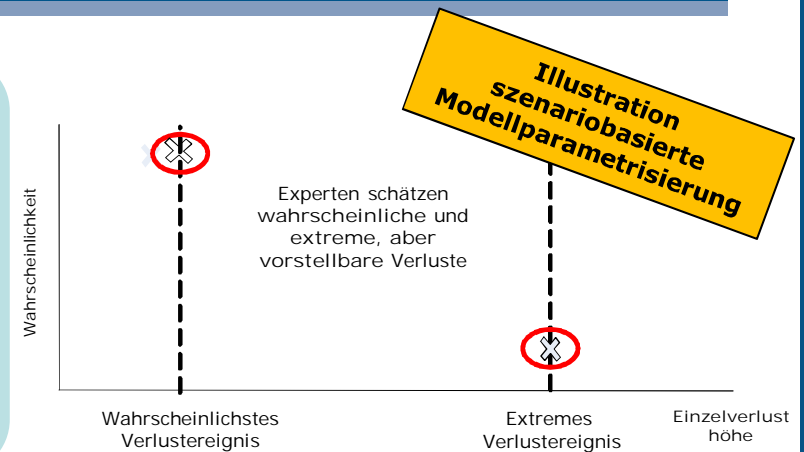 Illustration
szenariobasierte
Modellparametrisierung
Wahrscheinlichkeit
Experten schätzen
wahrscheinliche und
extreme, aber
vorstellbare Verluste
Wahrscheinlichstes
Verlustereignis
Extremes
Verlustereignis
Einzelverlust
höhe